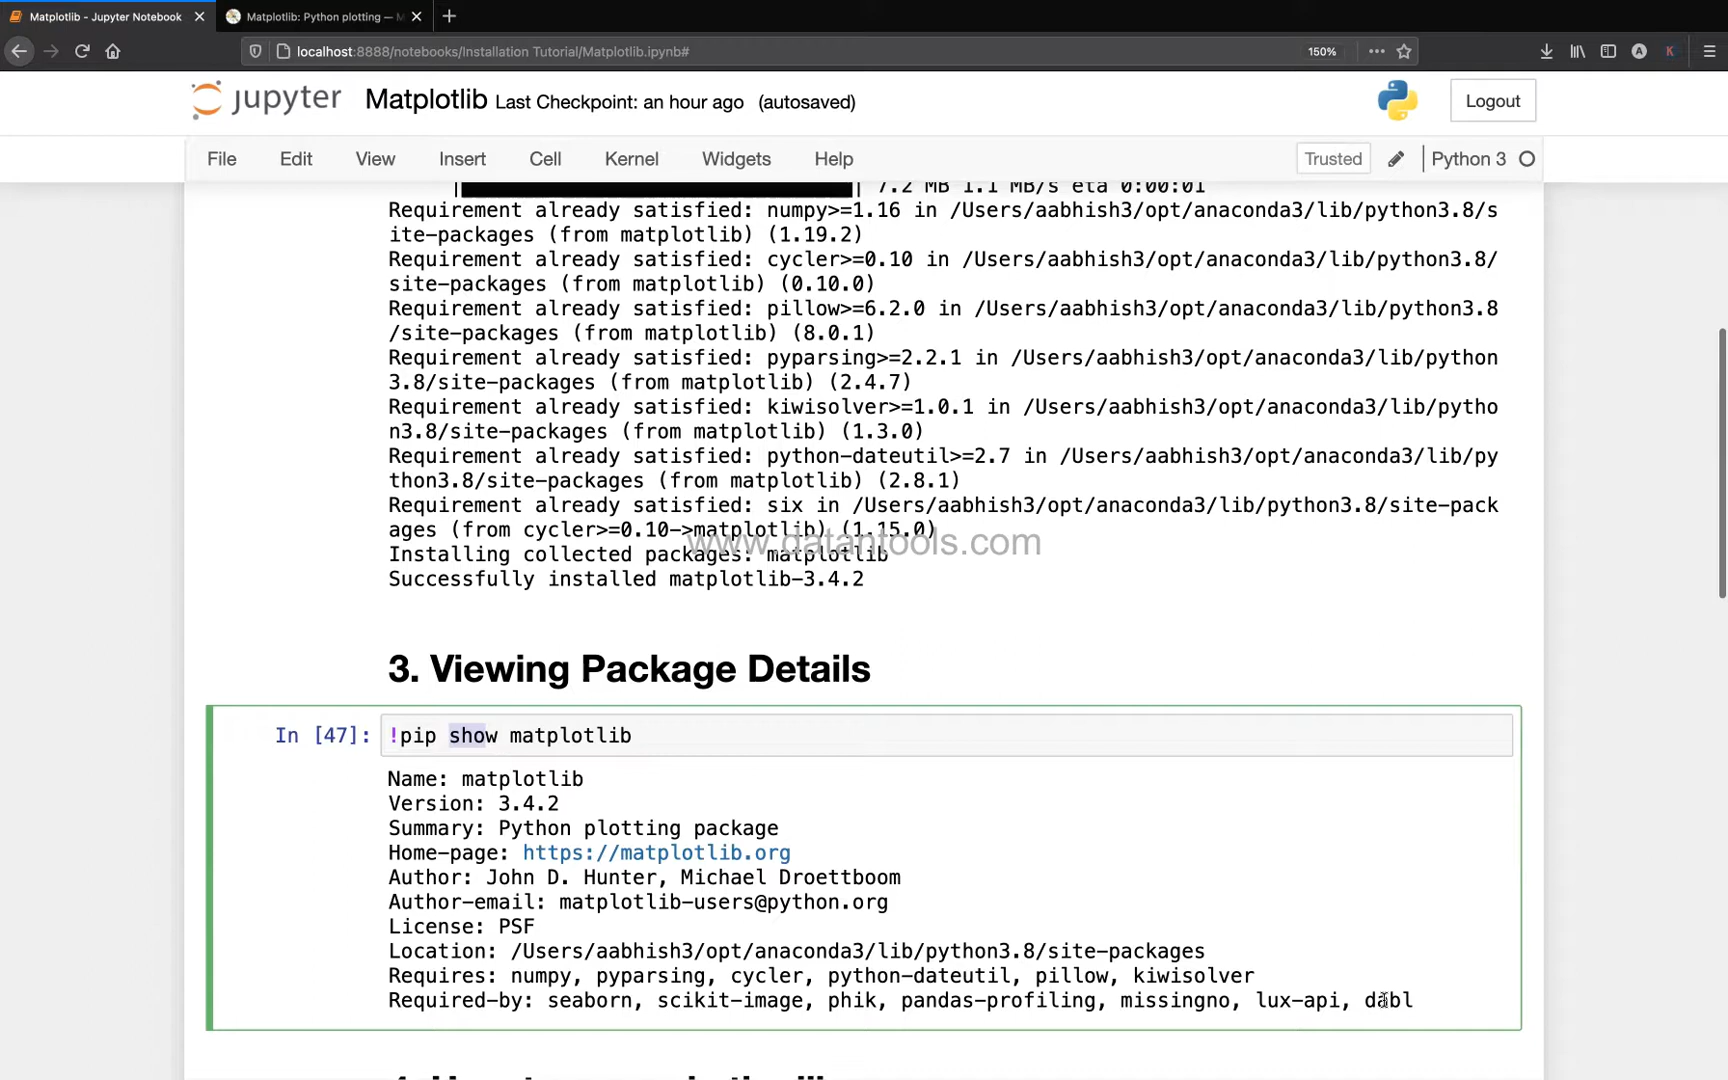 Matplotlib - Jupyter Notebook
Matplotlib: Python plotting — M
localhost:8888/notebooks/Installation Tutorial/Matplotlib.ipynb#
150%
A
K
jupyter Matplotlib Last Checkpoint: an hour ago (autosaved)
Logout
File Edit View Insert Cell Kernel Widgets Help
Trusted
Python 3
| 7.2 MB 1.1 MB/s eta 0:00:01
Requirement already satisfied: numpy>=1.16 in /Users/aabhish3/opt/anaconda3/lib/python3.8/s
ite-packages (from matplotlib) (1.19.2)
Requirement already satisfied: cycler>=0.10 in /Users/aabhish3/opt/anaconda3/lib/python3.8/
site-packages (from matplotlib) (0.10.0)
Requirement already satisfied: pillow>=6.2.0 in /Users/aabhish3/opt/anaconda3/lib/python3.8
/site-packages (from matplotlib) (8.0.1)
Requirement already satisfied: pyparsing>=2.2.1 in /Users/aabhish3/opt/anaconda3/lib/python
3.8/site-packages (from matplotlib) (2.4.7)
Requirement already satisfied: kiwisolver>=1.0.1 in /Users/aabhish3/opt/anaconda3/lib/pytho
n3.8/site-packages (from matplotlib) (1.3.0)
Requirement already satisfied: python-dateutil>=2.7 in /Users/aabhish3/opt/anaconda3/lib/py
thon3.8/site-packages (from matplotlib) (2.8.1)
Requirement already satisfied: six in /Users/aabhish3/opt/anaconda3/lib/python3.8/site-pack
ages (from cycler>=0.10->matplotlib) (1.15.0)
www.datantools.com
Installing collected packages: matplotlib
Successfully installed matplotlib-3.4.2
3. Viewing Package Details
In [47]: !pip show matplotlib
Name: matplotlib
Version: 3.4.2
Summary: Python plotting package
Home-page: https://matplotlib.org
Author: John D. Hunter, Michael Droettboom
Author-email: matplotlib-users@python.org
License: PSF
Location: /Users/aabhish3/opt/anaconda3/lib/python3.8/site-packages
Requires: numpy, pyparsing, cycler, python-dateutil, pillow, kiwisolver
Required-by: seaborn, scikit-image, phik, pandas-profiling, missingno, lux-api, dabl